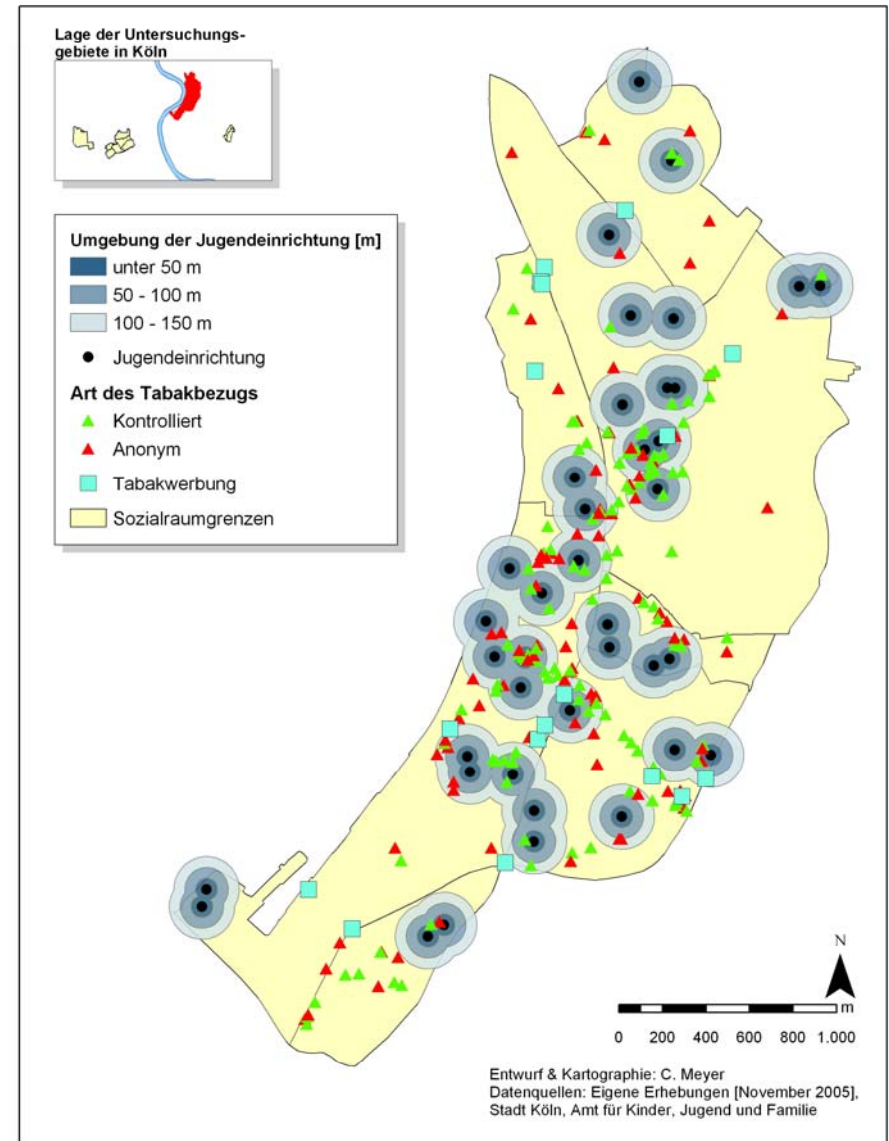 Lage der Untersuchungs-
gebiete in Köln
Umgebung der Jugendeinrichtung [m]
unter 50 m
50 - 100 m
100 - 150 m
Jugendeinrichtung
Art des Tabakbezugs
Kontrolliert
Anonym
Tabakwerbung
Sozialraumgrenzen
N
m
0 200 400 600 800 1.000
Entwurf & Kartographie: C. Meyer
Datenquellen: Eigene Erhebungen [November 2005],
Stadt Köln, Amt für Kinder, Jugend und Familie